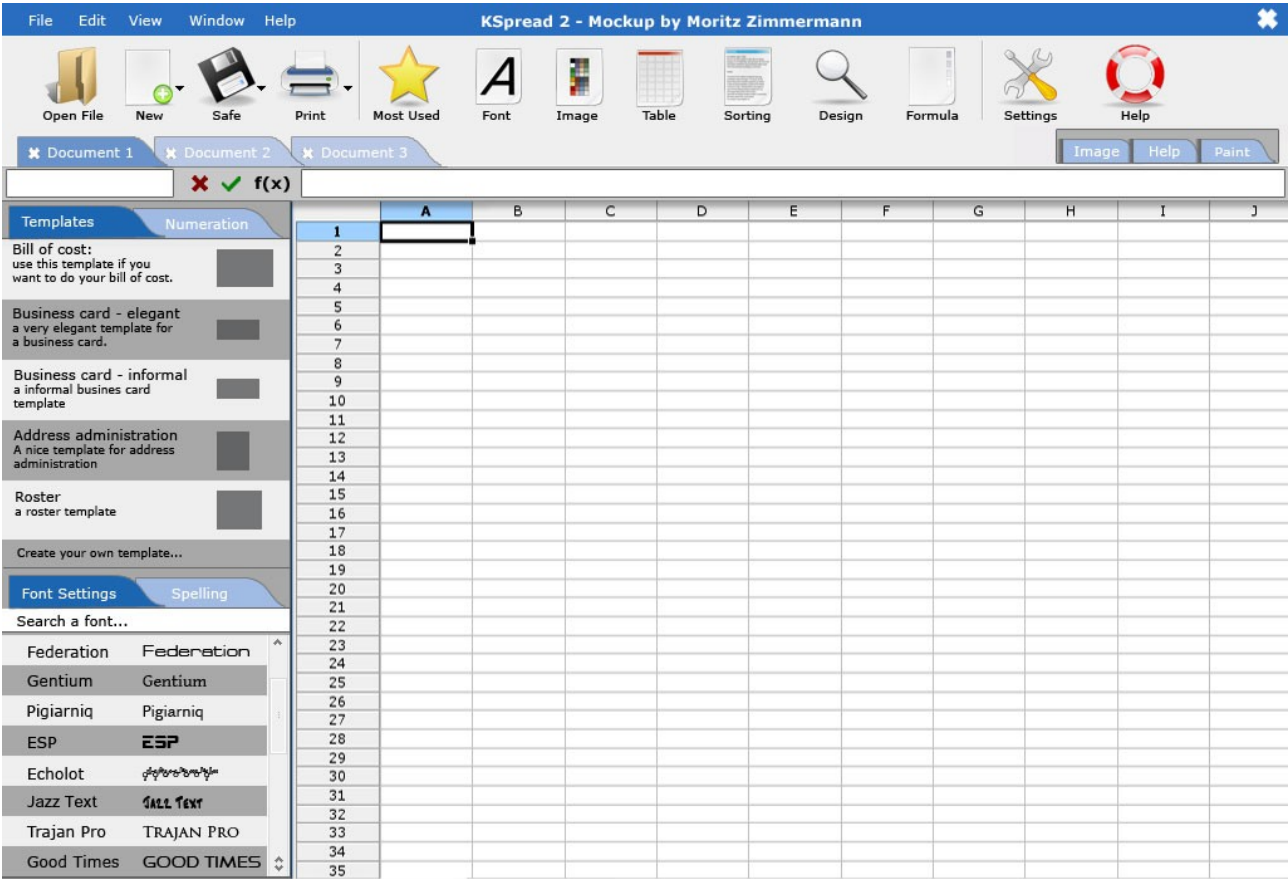 File Edit View Window Help KSpread 2 - Mockup by Moritz Zimmermann
Open File New Safe Print Most Used Font Image Table Sorting Design Formula Settings Help
Document 1 Document 2 Document 3 Image Help Paint
f(x)
Templates Numeration
Bill of cost:
use this template if you
want to do your bill of cost.
Business card - elegant
a very elegant template for
a business card.
Business card - informal
a informal busines card
template
Address administration
A nice template for address
administration
Roster
a roster template
Create your own template...
Font Settings Spelling
Search a font...
Federation Federation
Gentium Gentium
Pigiarniq Pigiarniq
ESP ESP
Echolot
Jazz Text Jazz Text
Trajan Pro Trajan Pro
Good Times GOOD TIMES
A B C D E F G H I J
1
2
3
4
5
6
7
8
9
10
11
12
13
14
15
16
17
18
19
20
21
22
23
24
25
26
27
28
29
30
31
32
33
34
35